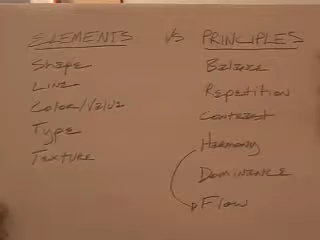 ELEMENTS VS PRINCIPLES
Shape Balance
Line Repetition
Color/Value Contrast
Type Harmony
Texture Dominance
Flow